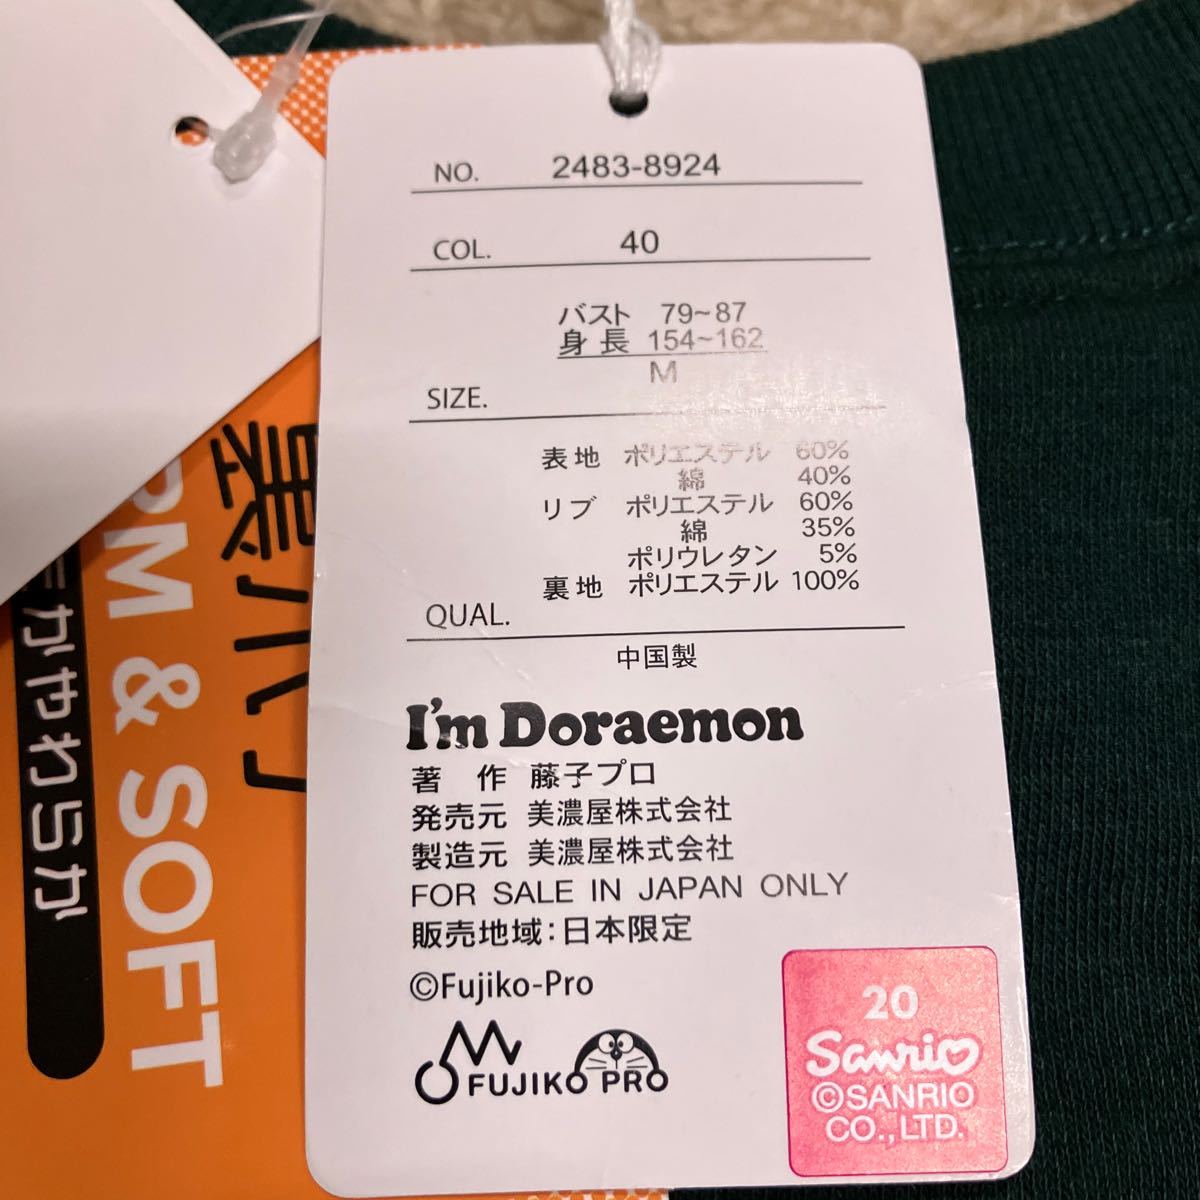 NO. 2483-8924
COL. 40
バスト 79~87
身長 154~162
M
SIZE.
表地 ポリエステル 60%
綿 40%
リブ ポリエステル 60%
綿 35%
ポリウレタン 5%
裏地 ポリエステル 100%
QUAL.
中国製
I'm Doraemon
著 作 藤子プロ
発売元 美濃屋株式会社
製造元 美濃屋株式会社
FOR SALE IN JAPAN ONLY
販売地域:日本限定
©Fujiko-Pro
FUJIKO PRO
20
Sanrio
©SANRIO
CO.,LTD.
裏
RM & SOFT
かやわらか